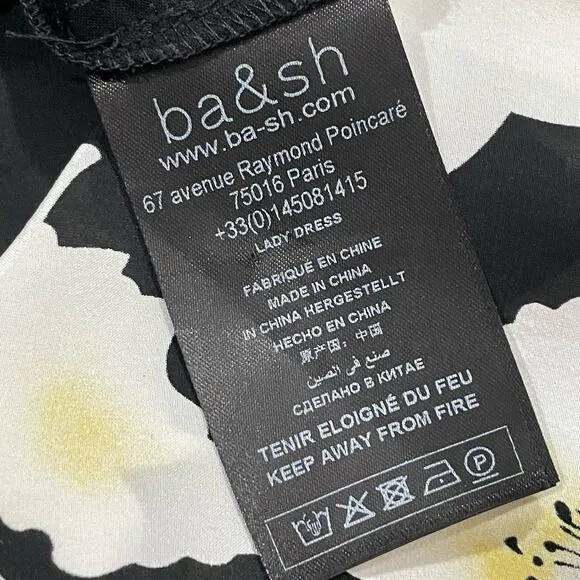 ba&sh
www.ba-sh.com
67 avenue Raymond Poincaré
75016 Paris
+33(0)145081415
LADY DRESS
FABRIQUÉ EN CHINE
MADE IN CHINA
IN CHINA HERGESTELLT
HECHO EN CHINA
原产国：中国
صنع في الصين
СДЕЛАНО В КИТАЕ
TENIR ELOIGNÉ DU FEU
KEEP AWAY FROM FIRE
P